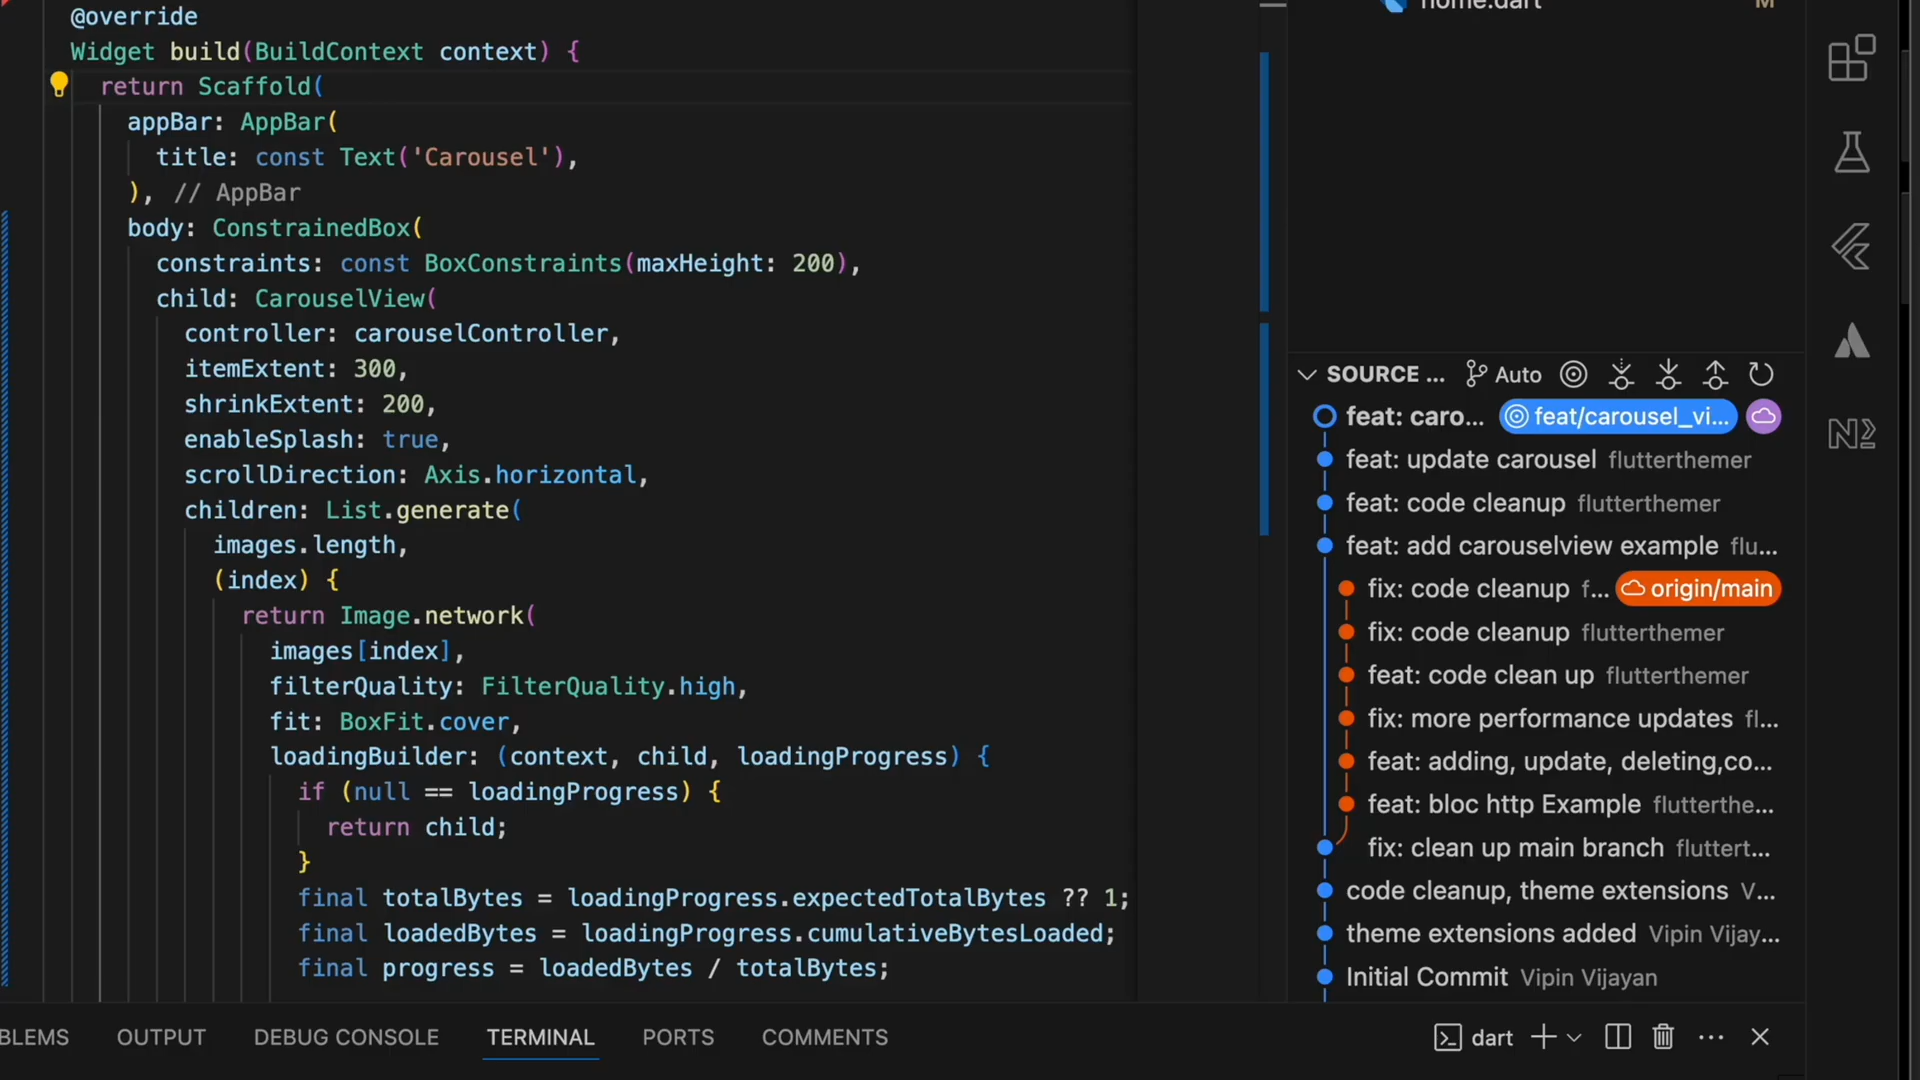 @override
Widget build(BuildContext context) {
return Scaffold(
appBar: AppBar(
title: const Text('Carousel'),
), // AppBar
body: ConstrainedBox(
constraints: const BoxConstraints(maxHeight: 200),
child: CarouselView(
controller: carouselController,
itemExtent: 300,
shrinkExtent: 200,
enableSplash: true,
scrollDirection: Axis.horizontal,
children: List.generate(
images.length,
(index) {
return Image.network(
images[index],
filterQuality: FilterQuality.high,
fit: BoxFit.cover,
loadingBuilder: (context, child, loadingProgress) {
if (null == loadingProgress) {
return child;
}
final totalBytes = loadingProgress.expectedTotalBytes ?? 1;
final loadedBytes = loadingProgress.cumulativeBytesLoaded;
final progress = loadedBytes / totalBytes;
home.dart M
SOURCE ... Auto
feat: caro... feat/carousel_vi...
feat: update carousel flutterthemer
feat: code cleanup flutterthemer
feat: add carouselview example flu...
fix: code cleanup f... origin/main
fix: code cleanup flutterthemer
feat: code clean up flutterthemer
fix: more performance updates fl...
feat: adding, update, deleting,co...
feat: bloc http Example flutterthe...
fix: clean up main branch fluttert...
code cleanup, theme extensions V...
theme extensions added Vipin Vijay...
Initial Commit Vipin Vijayan
BLEMS OUTPUT DEBUG CONSOLE TERMINAL PORTS COMMENTS dart